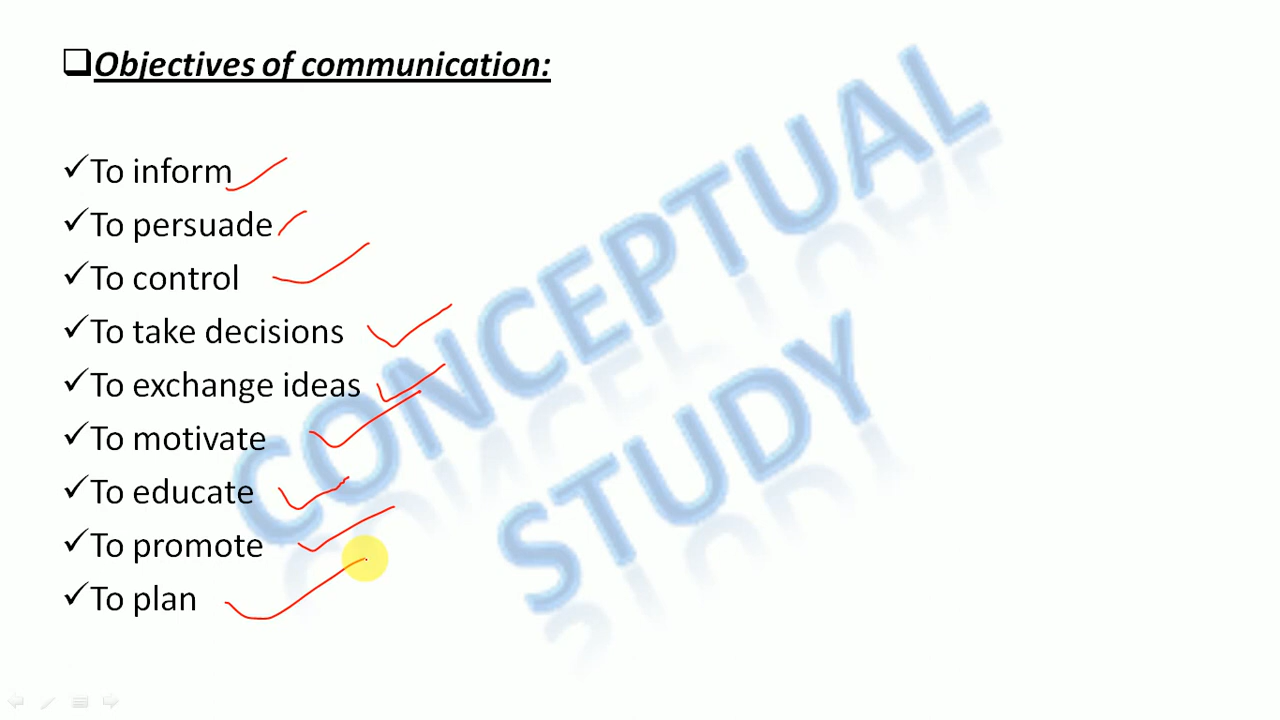 Objectives of communication:
To inform
To persuade
To control
To take decisions
To exchange ideas
To motivate
To educate
To promote
To plan
CONCEPTUAL
STUDY